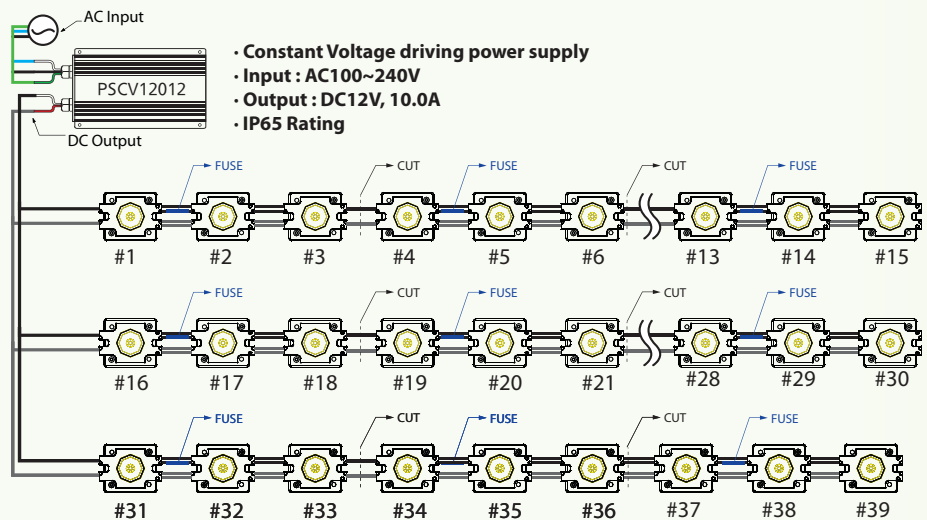 AC Input
PSCV12012
DC Output
· Constant Voltage driving power supply
· Input : AC100~240V
· Output : DC12V, 10.0A
· IP65 Rating
FUSE CUT FUSE CUT FUSE
#1 #2 #3 #4 #5 #6 #13 #14 #15
FUSE CUT FUSE CUT FUSE
#16 #17 #18 #19 #20 #21 #28 #29 #30
FUSE CUT FUSE CUT FUSE
#31 #32 #33 #34 #35 #36 #37 #38 #39